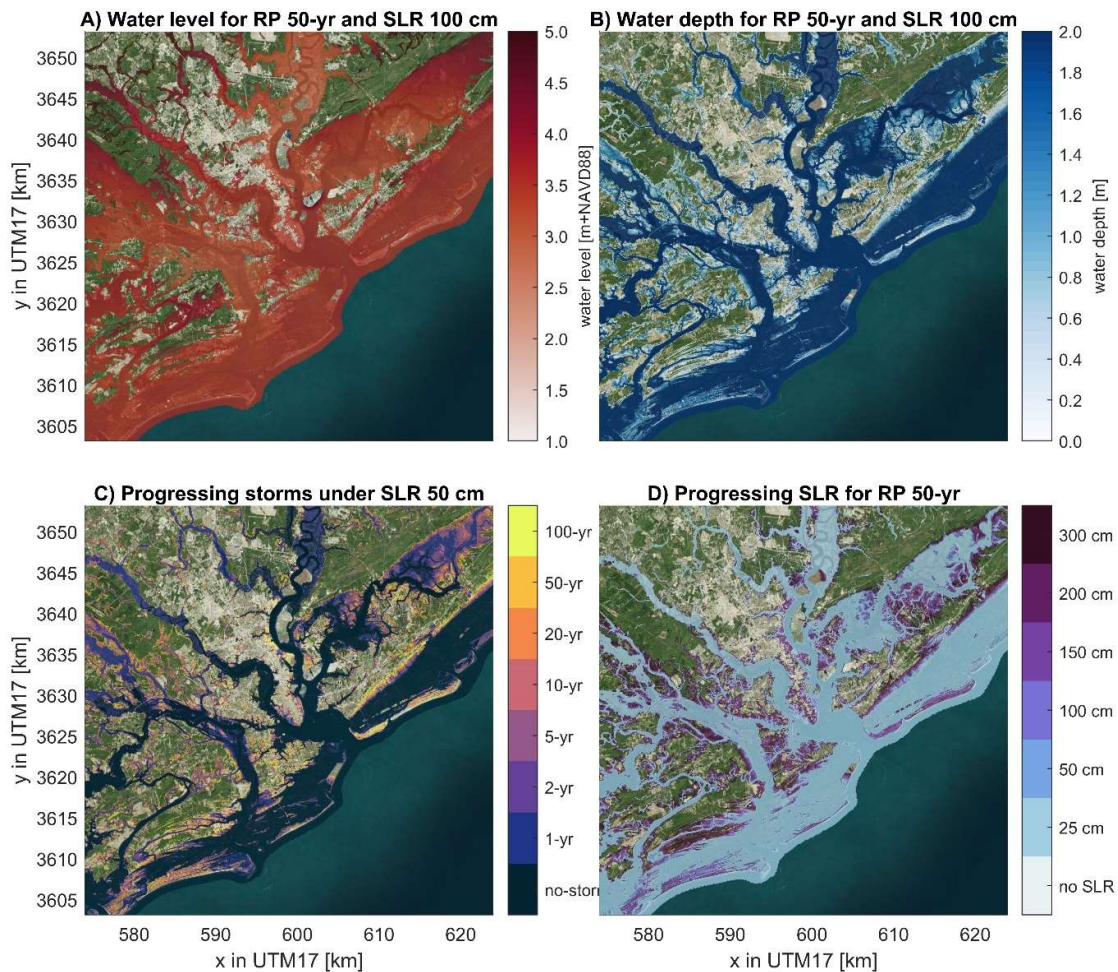 A) Water level for RP 50-yr and SLR 100 cm
B) Water depth for RP 50-yr and SLR 100 cm
y in UTM17 [km]
3650
3645
3640
3635
3630
3625
3620
3615
3610
3605
5.0
4.5
4.0
3.5
3.0
2.5
2.0
1.5
1.0
water level [m+NAVD88]
2.0
1.8
1.6
1.4
1.2
1.0
0.8
0.6
0.4
0.2
0.0
water depth [m]
C) Progressing storms under SLR 50 cm
D) Progressing SLR for RP 50-yr
y in UTM17 [km]
3650
3645
3640
3635
3630
3625
3620
3615
3610
3605
100-yr
50-yr
20-yr
10-yr
5-yr
2-yr
1-yr
no-storm
300 cm
200 cm
150 cm
100 cm
50 cm
25 cm
no SLR
580
590
600
610
620
x in UTM17 [km]
580
590
600
610
620
x in UTM17 [km]